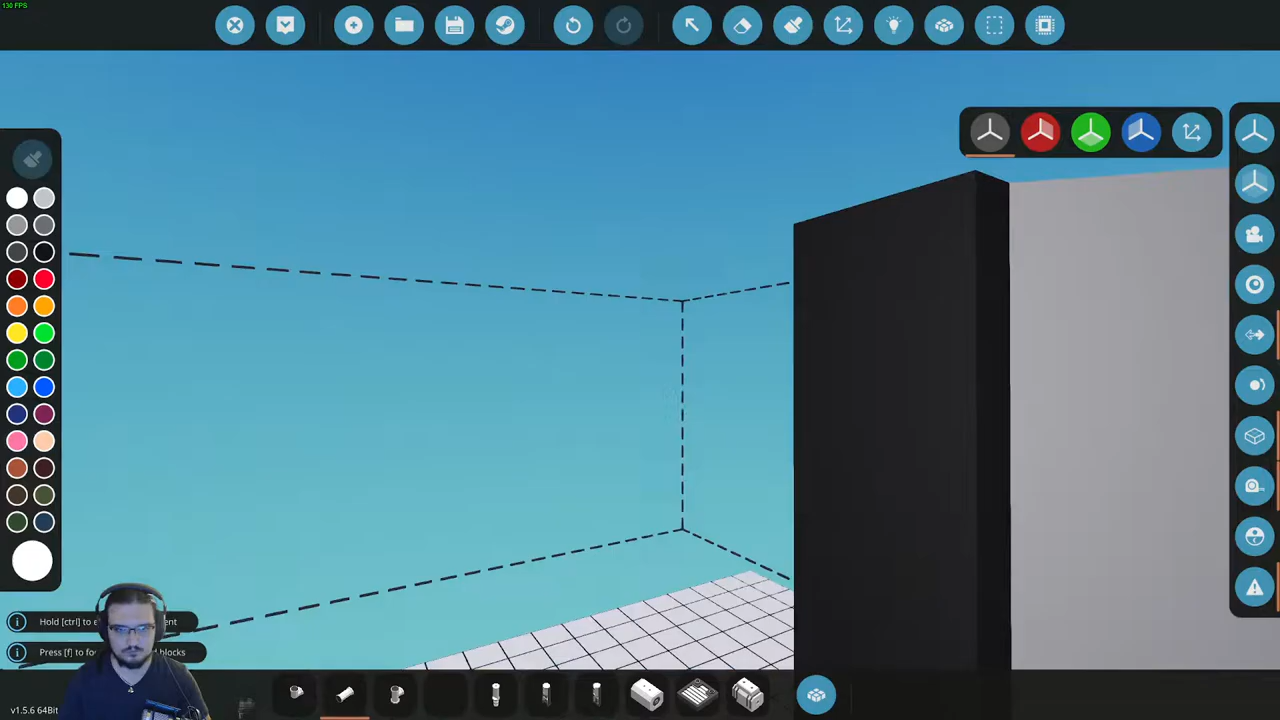 130 FPS
Hold [ctrl] to e
ent
Press [f] to fo
blocks
v1.5.6 64Bit